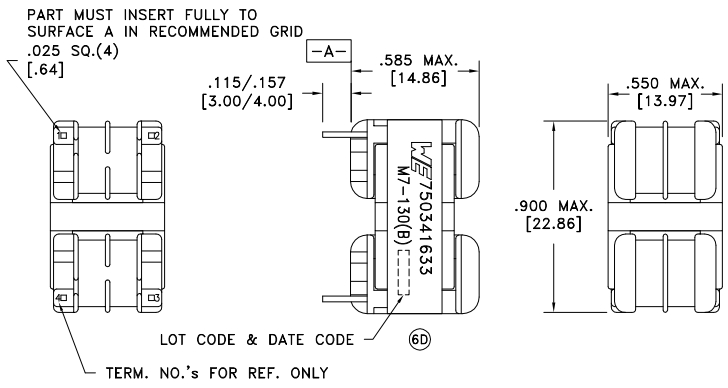 PART MUST INSERT FULLY TO
SURFACE A IN RECOMMENDED GRID
.025 SQ.(4)
[.64]
-A-
.585 MAX.
[14.86]
.115/.157
[3.00/4.00]
.550 MAX.
[13.97]
1
2
WE 750341633
M7-130(B)
.900 MAX.
[22.86]
4
3
LOT CODE & DATE CODE
6D
TERM. NO.'s FOR REF. ONLY